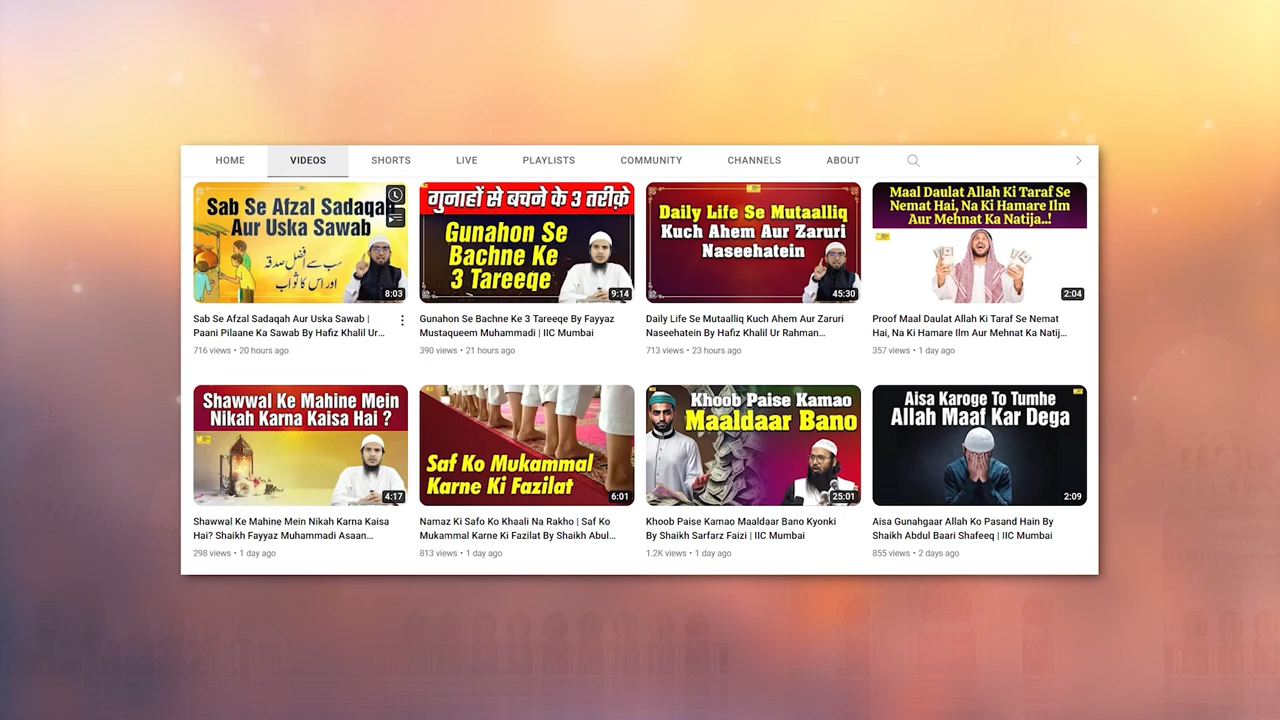 HOME VIDEOS SHORTS LIVE PLAYLISTS COMMUNITY CHANNELS ABOUT
Sab Se Afzal Sadaqah
Aur Uska Sawab
سب سے افضل صدقہ
اور اس کا ثواب
8:03
Sab Se Afzal Sadaqah Aur Uska Sawab |
Paani Pilaane Ka Sawab By Hafiz Khalil Ur...
716 views • 20 hours ago
गुनाहों से बचने के 3 तरीक़े
Gunahon Se
Bachne Ke
3 Tareeqe
9:14
Gunahon Se Bachne Ke 3 Tareeqe By Fayyaz
Mustaqueem Muhammadi | IIC Mumbai
390 views • 21 hours ago
Daily Life Se Mutaalliq
Kuch Ahem Aur Zaruri
Naseehatein
45:30
Daily Life Se Mutaalliq Kuch Ahem Aur Zaruri
Naseehatein By Hafiz Khalil Ur Rahman...
713 views • 23 hours ago
Maal Daulat Allah Ki Taraf Se
Nemat Hai, Na Ki Hamare Ilm
Aur Mehnat Ka Natija..!
2:04
Proof Maal Daulat Allah Ki Taraf Se Nemat
Hai, Na Ki Hamare Ilm Aur Mehnat Ka Natij...
357 views • 1 day ago
Shawwal Ke Mahine Mein
Nikah Karna Kaisa Hai ?
4:17
Shawwal Ke Mahine Mein Nikah Karna Kaisa
Hai? Shaikh Fayyaz Muhammadi Asaan...
298 views • 1 day ago
Saf Ko Mukammal
Karne Ki Fazilat
6:01
Namaz Ki Safo Ko Khaali Na Rakho | Saf Ko
Mukammal Karne Ki Fazilat By Shaikh Abul...
813 views • 1 day ago
Khoob Paise Kamao
Maaldaar Bano
25:01
Khoob Paise Kamao Maaldaar Bano Kyonki
By Shaikh Sarfarz Faizi | IIC Mumbai
1.2K views • 1 day ago
Aisa Karoge To Tumhe
Allah Maaf Kar Dega
2:09
Aisa Gunahgaar Allah Ko Pasand Hain By
Shaikh Abdul Baari Shafeeq | IIC Mumbai
855 views • 2 days ago